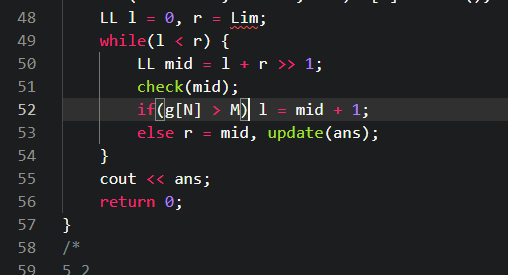 48 LL l = 0, r = Lim;
49 while(l < r) {
50 LL mid = l + r >> 1;
51 check(mid);
52 if(g[N] > M) l = mid + 1;
53 else r = mid, update(ans);
54 }
55 cout << ans;
56 return 0;
57 }
58 /*
59 5 2